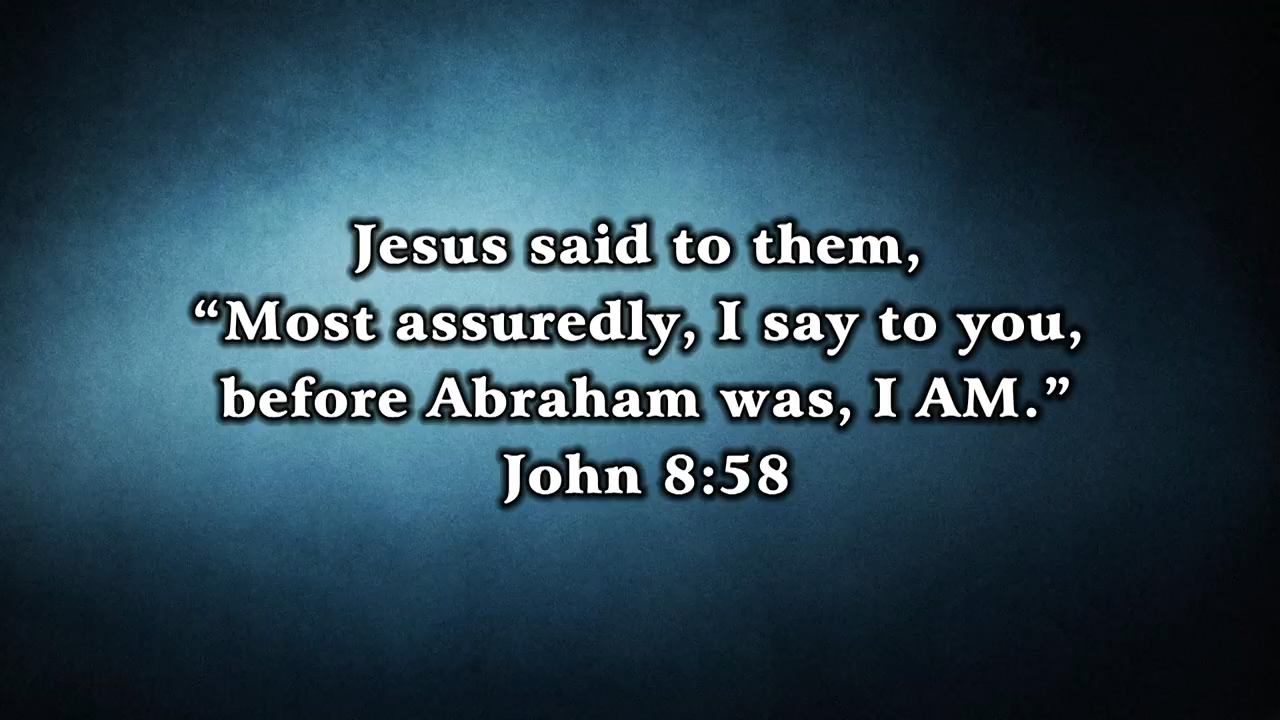 Jesus said to them,
“Most assuredly, I say to you,
before Abraham was, I AM.”
John 8:58